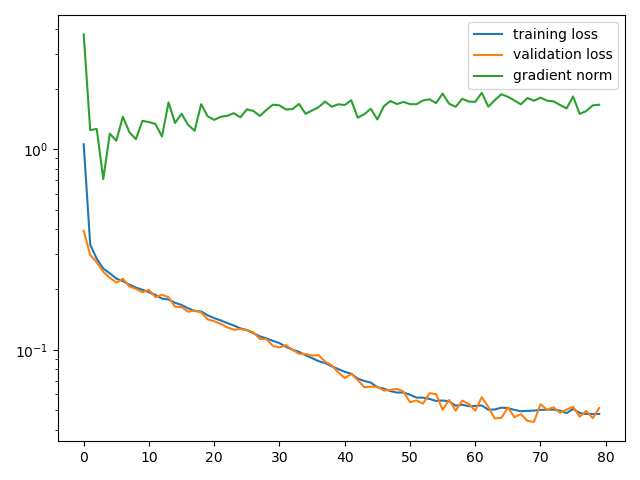 training loss
validation loss
gradient norm
10⁰
10⁻¹
0 10 20 30 40 50 60 70 80